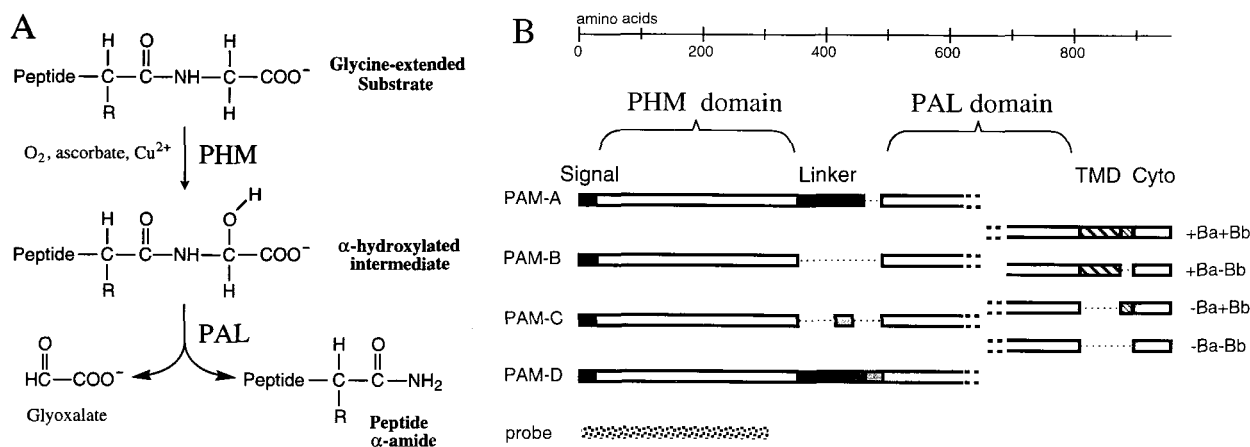 A
H O H
Peptide—C—C—NH—C—COO⁻
R H
Glycine-extended
Substrate
O₂, ascorbate, Cu²⁺
PHM
H
H O O
Peptide—C—C—NH—C—COO⁻
R H
α-hydroxylated
intermediate
PAL
O
HC—COO⁻
Glyoxalate
H O
Peptide—C—C—NH₂
R
Peptide
α-amide
B
amino acids
0 200 400 600 800
PHM domain
PAL domain
Signal Linker TMD Cyto
PAM-A
+Ba+Bb
PAM-B
+Ba-Bb
PAM-C
-Ba+Bb
-Ba-Bb
PAM-D
probe